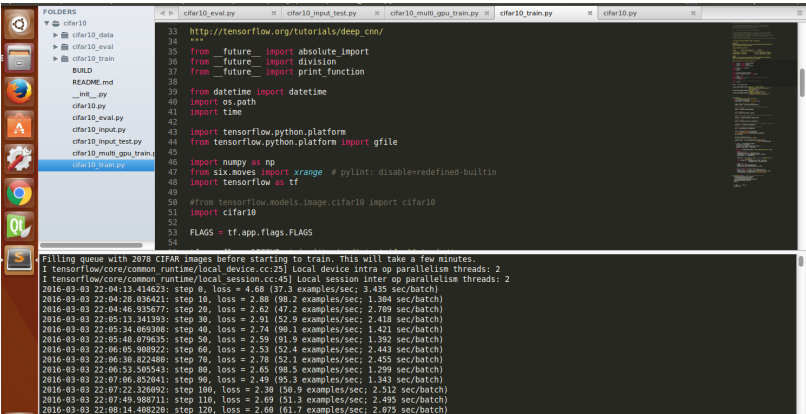 FOLDERS
cifar10
cifar10_data
cifar10_eval
cifar10_train
BUILD
README.md
__init__.py
cifar10.py
cifar10_eval.py
cifar10_input.py
cifar10_input_test.py
cifar10_multi_gpu_train.p
cifar10_train.py
cifar10_eval.py × cifar10_input_test.py × cifar10_multi_gpu_train.py × cifar10_train.py × cifar10.py ×
33 http://tensorflow.org/tutorials/deep_cnn/
34 """
35 from __future__ import absolute_import
36 from __future__ import division
37 from __future__ import print_function
38
39 from datetime import datetime
40 import os.path
41 import time
42
43 import tensorflow.python.platform
44 from tensorflow.python.platform import gfile
45
46 import numpy as np
47 from six.moves import xrange # pylint: disable=redefined-builtin
48 import tensorflow as tf
49
50 #from tensorflow.models.image.cifar10 import cifar10
51 import cifar10
52
53 FLAGS = tf.app.flags.FLAGS
54
Filling queue with 2078 CIFAR images before starting to train. This will take a few minutes.
I tensorflow/core/common_runtime/local_device.cc:25] Local device intra op parallelism threads: 2
I tensorflow/core/common_runtime/local_session.cc:45] Local session inter op parallelism threads: 2
2016-03-03 22:04:13.414623: step 0, loss = 4.68 (37.3 examples/sec; 3.435 sec/batch)
2016-03-03 22:04:28.036421: step 10, loss = 2.88 (98.2 examples/sec; 1.304 sec/batch)
2016-03-03 22:04:46.935677: step 20, loss = 2.62 (47.2 examples/sec; 2.709 sec/batch)
2016-03-03 22:05:13.341393: step 30, loss = 2.91 (52.9 examples/sec; 2.418 sec/batch)
2016-03-03 22:05:34.069308: step 40, loss = 2.74 (90.1 examples/sec; 1.421 sec/batch)
2016-03-03 22:05:48.079635: step 50, loss = 2.59 (91.9 examples/sec; 1.392 sec/batch)
2016-03-03 22:06:05.908922: step 60, loss = 2.53 (52.4 examples/sec; 2.443 sec/batch)
2016-03-03 22:06:30.822480: step 70, loss = 2.78 (52.1 examples/sec; 2.455 sec/batch)
2016-03-03 22:06:53.505543: step 80, loss = 2.65 (98.5 examples/sec; 1.299 sec/batch)
2016-03-03 22:07:06.852041: step 90, loss = 2.49 (95.3 examples/sec; 1.343 sec/batch)
2016-03-03 22:07:22.326092: step 100, loss = 2.30 (50.9 examples/sec; 2.512 sec/batch)
2016-03-03 22:07:49.988711: step 110, loss = 2.69 (51.3 examples/sec; 2.495 sec/batch)
2016-03-03 22:08:14.408220: step 120, loss = 2.60 (61.7 examples/sec; 2.075 sec/batch)